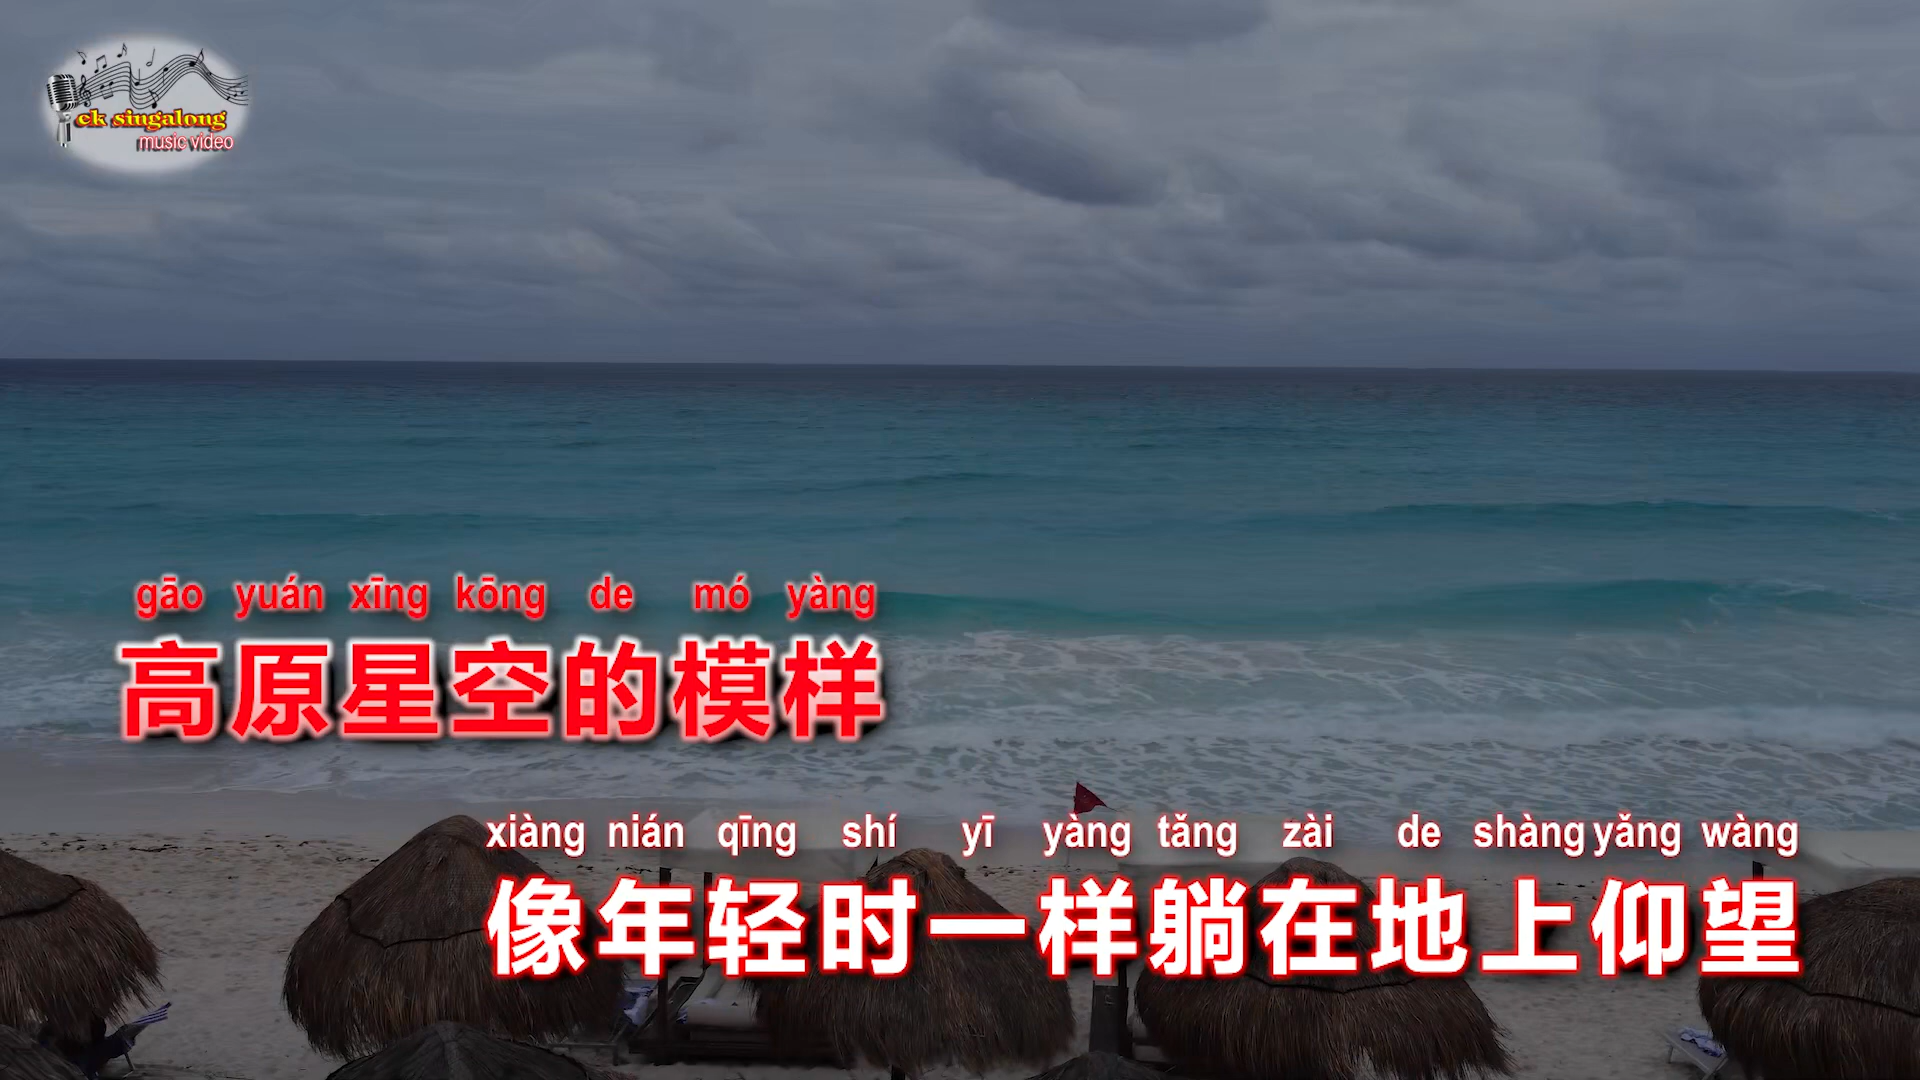 ck singalong
music video
gāo yuán xīng kōng de mó yàng
高原星空的模样
xiàng nián qīng shí yī yàng tǎng zài de shàng yǎng wàng
像年轻时一样躺在地上仰望